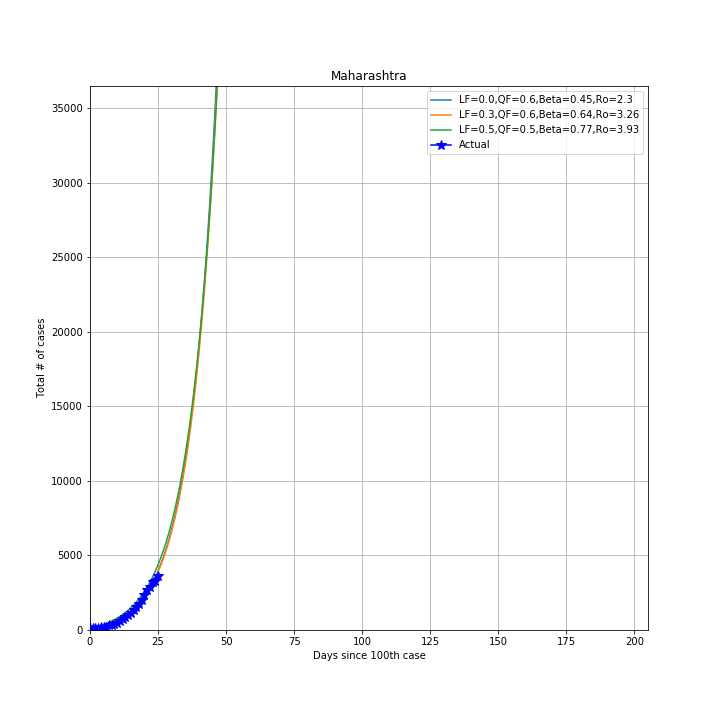 Maharashtra
LF=0.0,QF=0.6,Beta=0.45,Ro=2.3
LF=0.3,QF=0.6,Beta=0.64,Ro=3.26
LF=0.5,QF=0.5,Beta=0.77,Ro=3.93
Actual
Total # of cases
35000
30000
25000
20000
15000
10000
5000
0
0 25 50 75 100 125 150 175 200
Days since 100th case